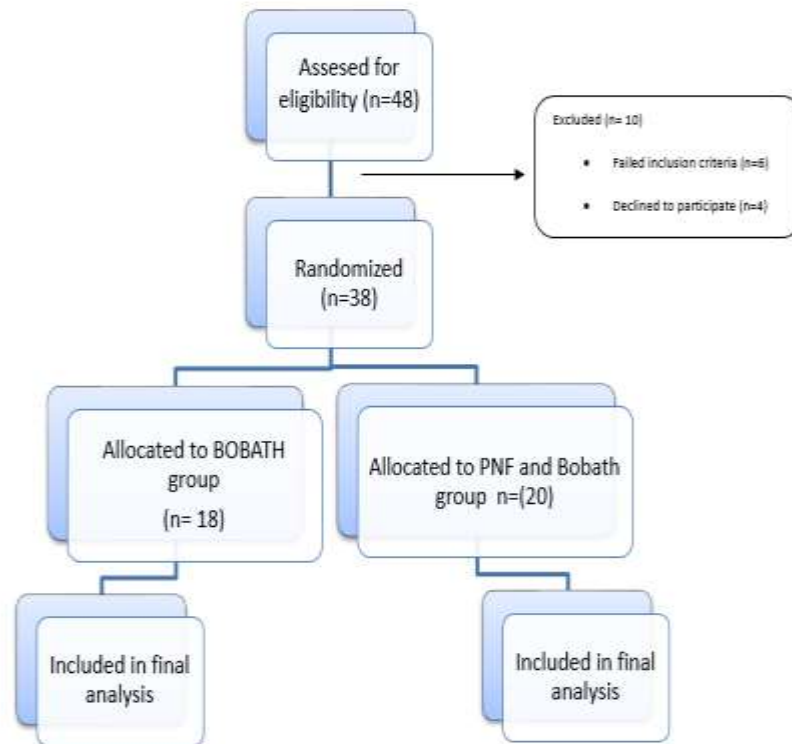 Assesed for
eligibility (n=48)
Excluded (n= 10)
• Failed inclusion criteria (n=6)
• Declined to participate (n=4)
Randomized
(n=38)
Allocated to BOBATH
group
(n= 18)
Allocated to PNF and Bobath
group n=(20)
Included in final
analysis
Included in final
analysis